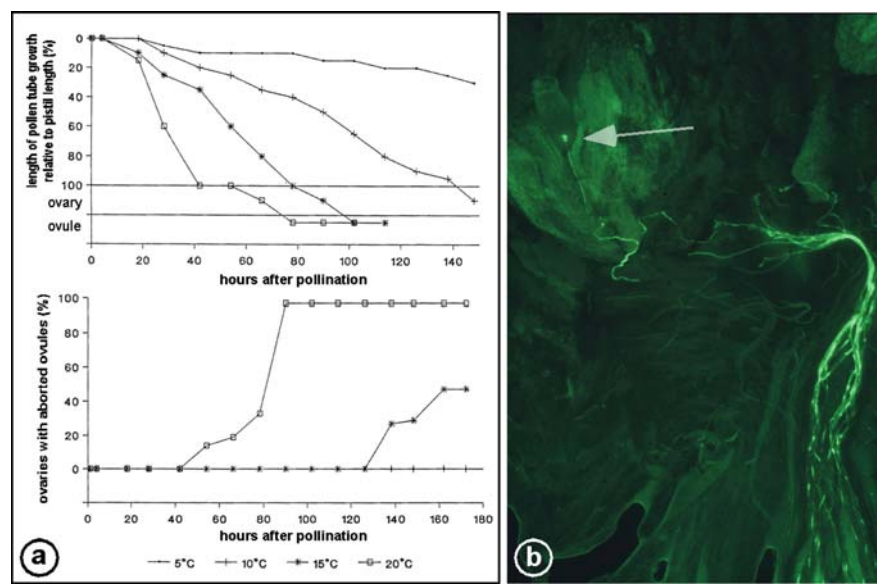 length of pollen tube growth
relative to pistil length (%)
0
20
40
60
80
100
ovary
ovule
0 20 40 60 80 100 120 140
hours after pollination
ovaries with aborted ovules (%)
100
80
60
40
20
0
0 20 40 60 80 100 120 140 160 180
hours after pollination
5°C 10°C 15°C 20°C
a
b